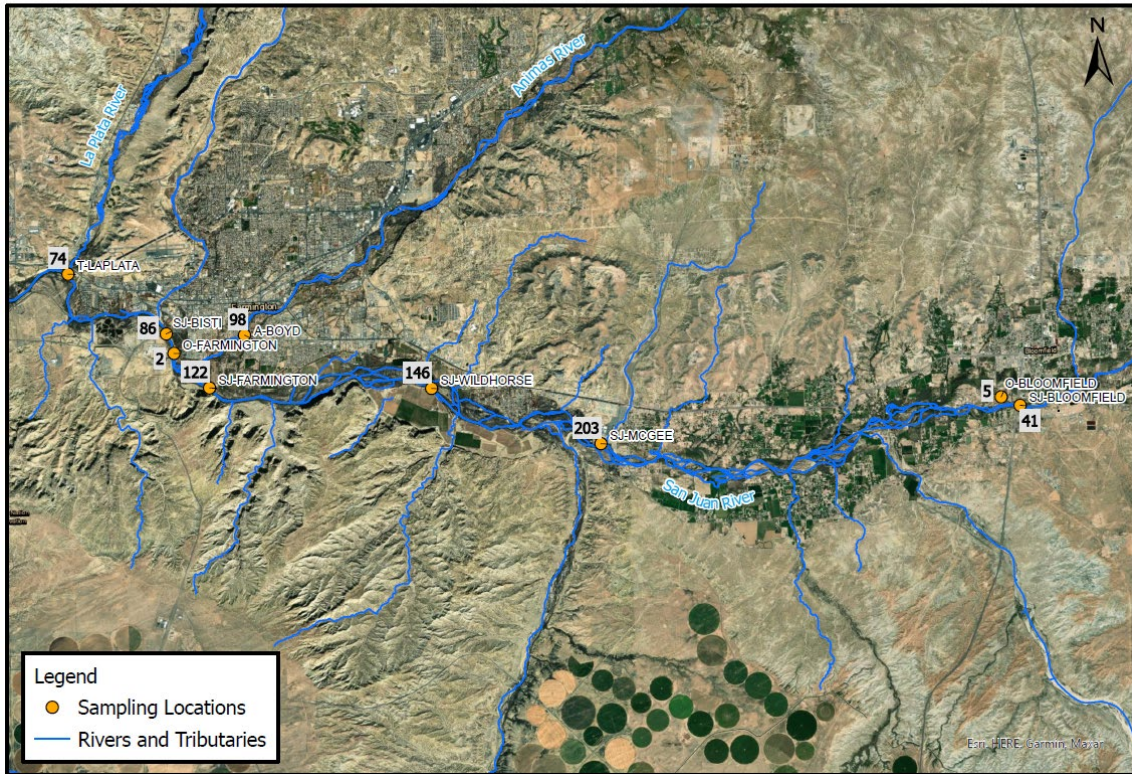 N
La Plata River
Animas River
74
T-LAPLATA
86
SJ-BISTI
98
Farmington
A-BOYD
2
O-FARMINGTON
122
SJ-FARMINGTON
146
SJ-WILDHORSE
203
SJ-MCGEE
San Juan River
Bloomfield
5
O-BLOOMFIELD
SJ-BLOOMFIELD
41
Legend
Sampling Locations
Rivers and Tributaries
Esri, HERE, Garmin, Maxar